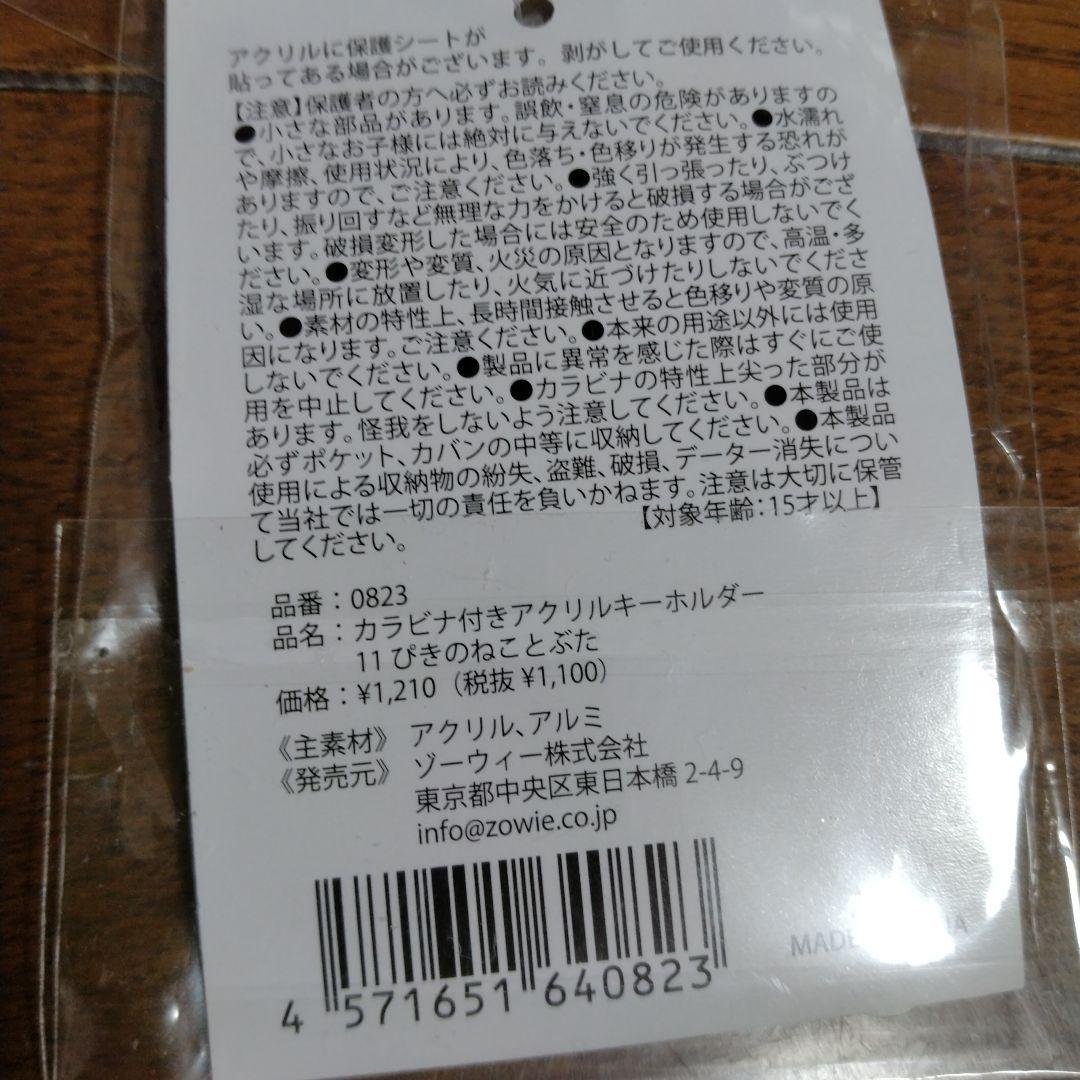 アクリルに保護シートが
貼ってある場合がございます。剥がしてご使用ください。
【注意】保護者の方へ必ずお読みください。
●小さな部品があります。誤飲・窒息の危険がありますの
で、小さなお子様には絶対に与えないでください。●水濡れ
や摩擦、使用状況により、色落ち・色移りが発生する恐れが
ありますので、ご注意ください。●強く引っ張ったり、ぶつけ
たり、振り回すなど無理な力をかけると破損する場合がござ
います。破損変形した場合には安全のため使用しないでく
ださい。●変形や変質、火災の原因となりますので、高温・多
湿な場所に放置したり、火気に近づけたりしないでくださ
い。●素材の特性上、長時間接触させると色移りや変質の原
因になります。ご注意ください。●本来の用途以外には使用
しないでください。●製品に異常を感じた際はすぐにご使
用を中止してください。●カラビナの特性上尖った部分が
あります。怪我をしないよう注意してください。●本製品は
必ずポケット、カバンの中等に収納してください。●本製品
使用による収納物の紛失、盗難、破損、データー消失につい
て当社では一切の責任を負いかねます。注意は大切に保管
してください。 【対象年齢：15才以上】
品番：0823
品名：カラビナ付きアクリルキーホルダー
11 ぴきのねことぶた
価格：¥1,210（税抜 ¥1,100）
《主素材》 アクリル、アルミ
《発売元》 ゾーウィー株式会社
東京都中央区東日本橋 2-4-9
info@zowie.co.jp
4 571651 640823
MADE